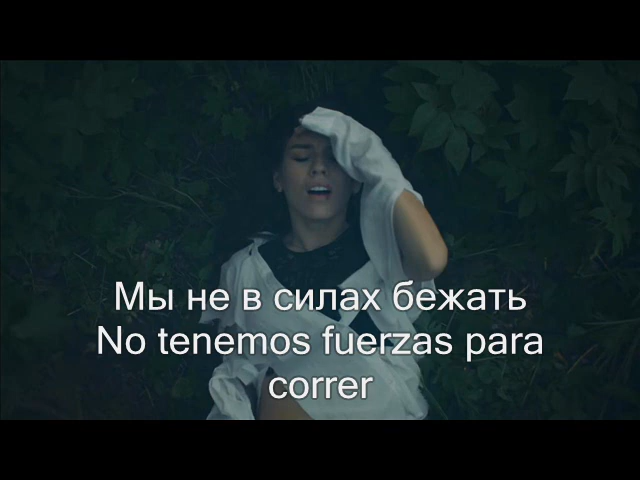 Мы не в силах бежать
No tenemos fuerzas para
correr